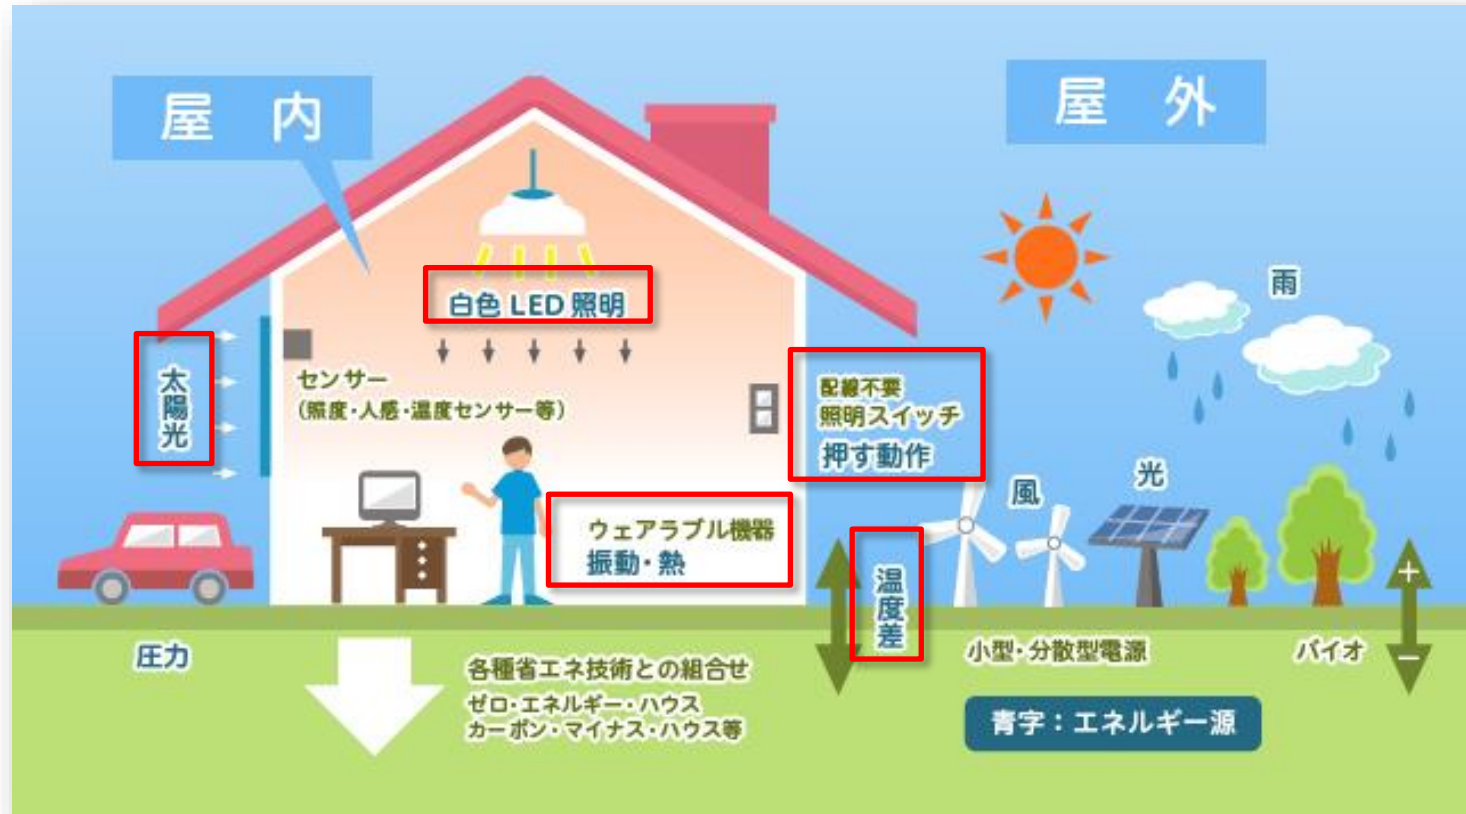 屋 内
屋 外
白色 LED 照明
太陽光
センサー
（照度・人感・温度センサー等）
配線不要
照明スイッチ
押す動作
雨
風
光
ウェアラブル機器
振動・熱
温度差
+
−
圧力
小型・分散型電源
バイオ
各種省エネ技術との組合せ
ゼロ・エネルギー・ハウス
カーボン・マイナス・ハウス等
青字：エネルギー源